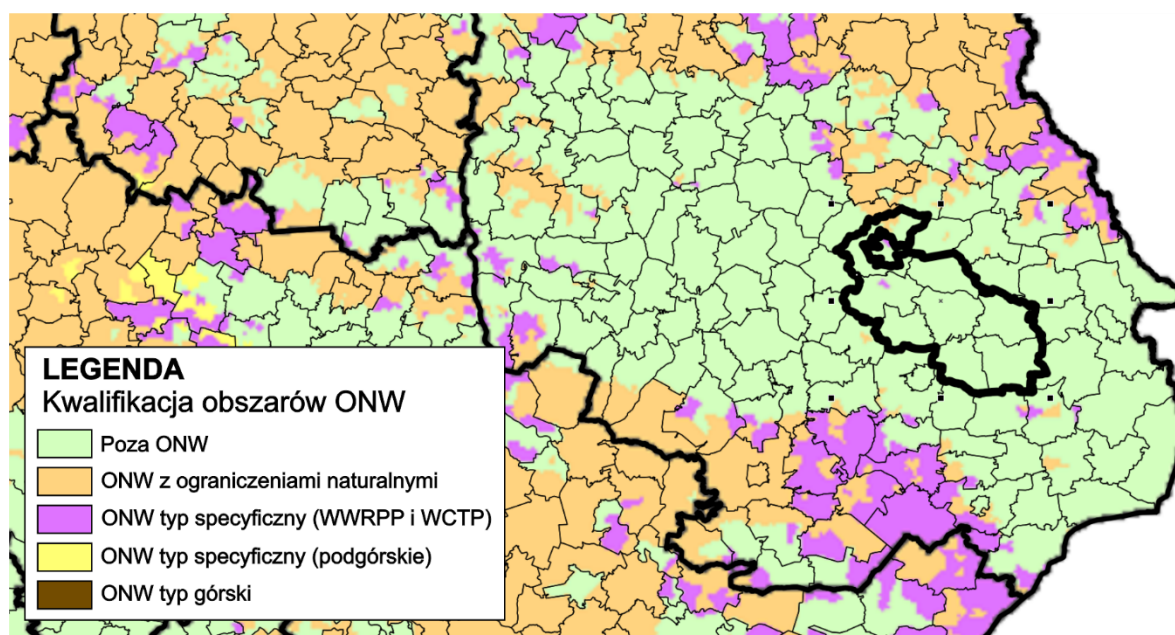 LEGENDA
Kwalifikacja obszarów ONW
Poza ONW
ONW z ograniczeniami naturalnymi
ONW typ specyficzny (WWRPP i WCTP)
ONW typ specyficzny (podgórskie)
ONW typ górski